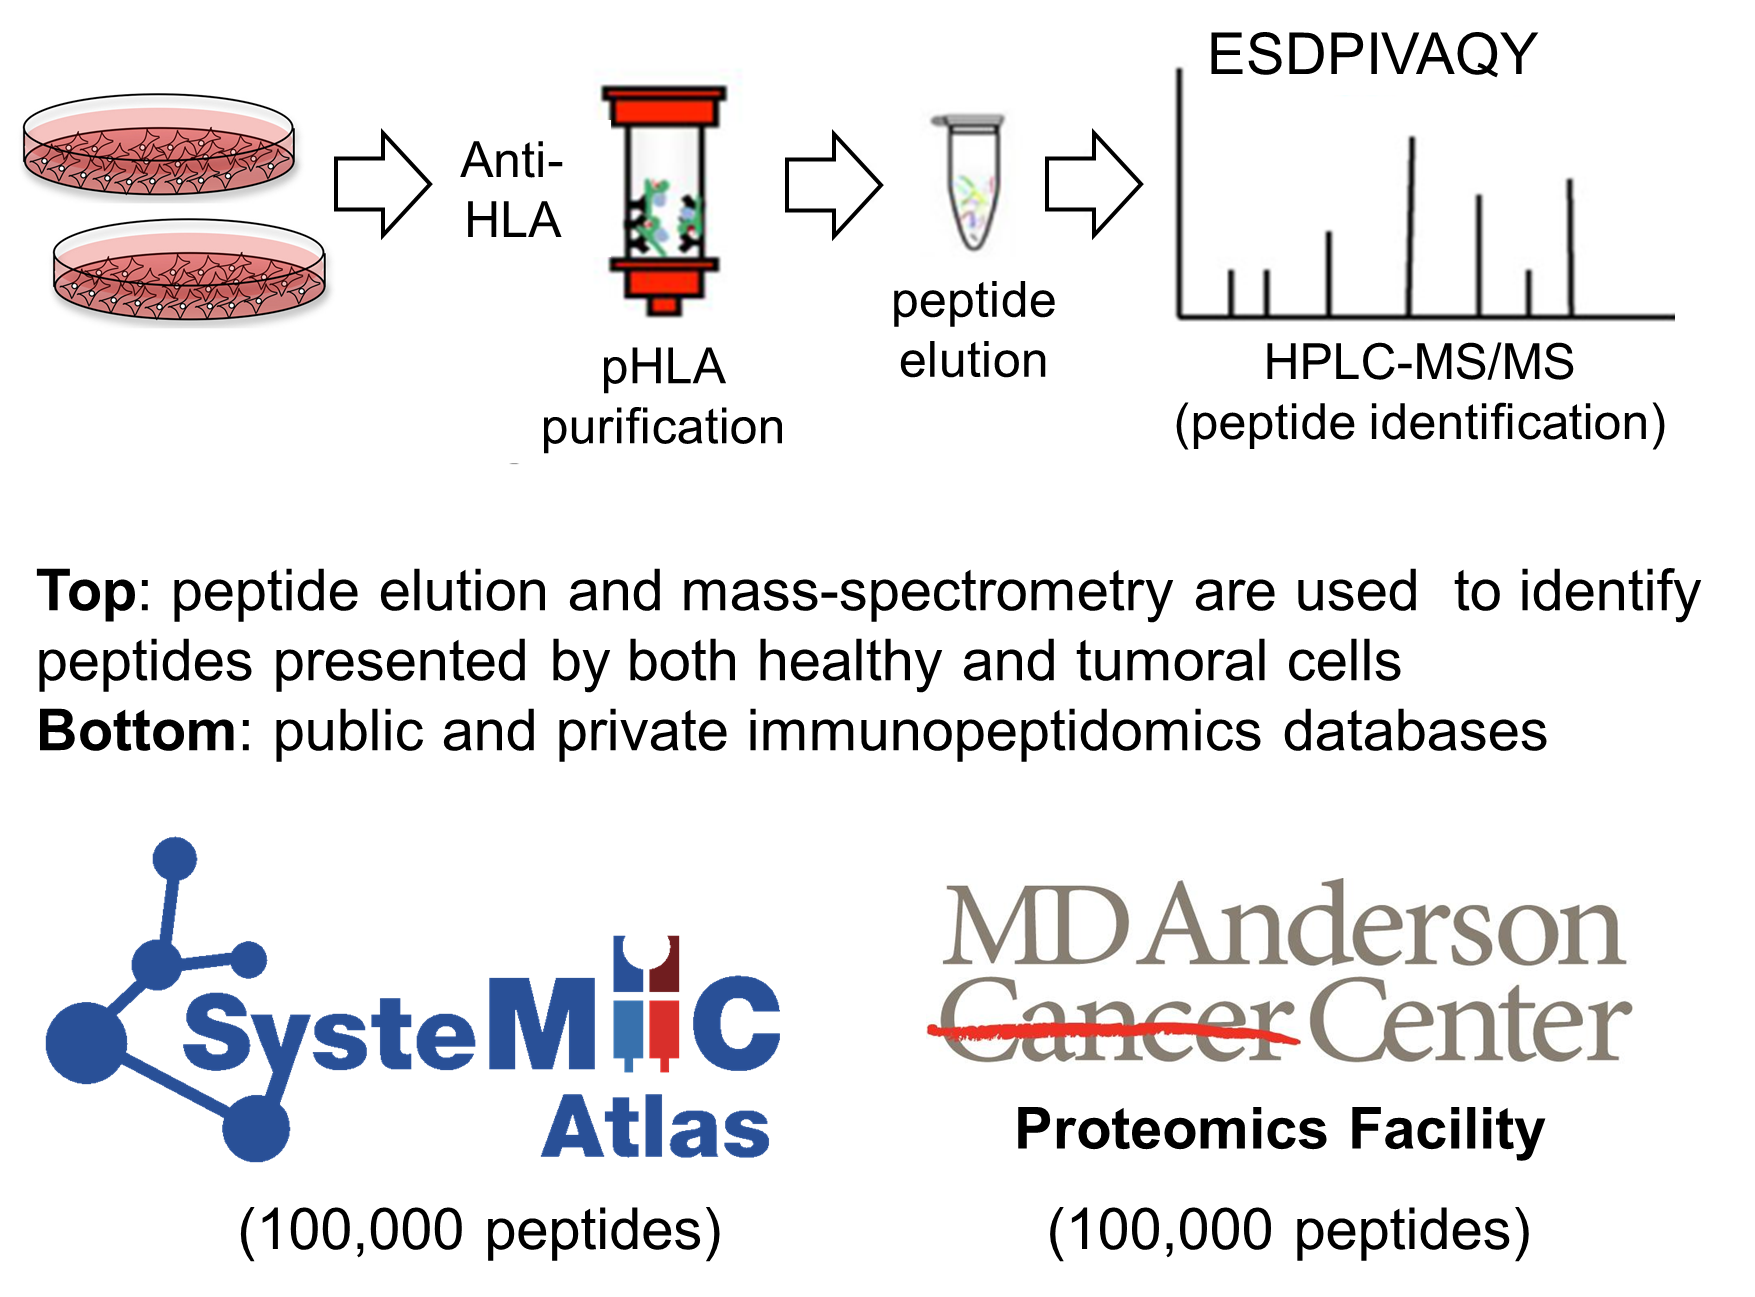 ESDPIVAQY
Anti-
HLA
pHLA
purification
peptide
elution
HPLC-MS/MS
(peptide identification)
Top: peptide elution and mass-spectrometry are used to identify
peptides presented by both healthy and tumoral cells
Bottom: public and private immunopeptidomics databases
SysteMHC
Atlas
(100,000 peptides)
MD Anderson
Cancer Center
Proteomics Facility
(100,000 peptides)